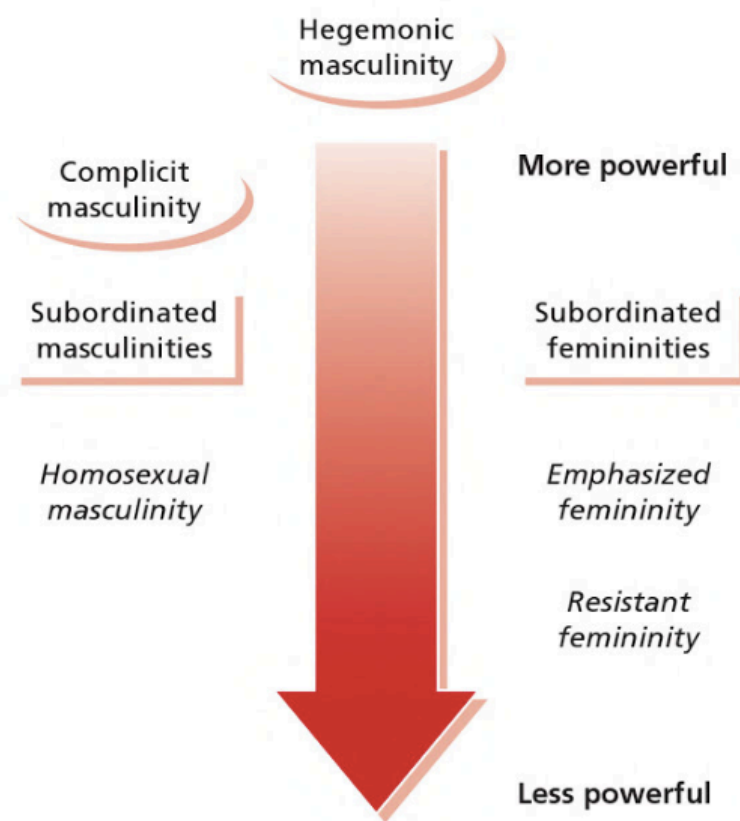 Hegemonic
masculinity
More powerful
Complicit
masculinity
Subordinated
masculinities
Subordinated
femininities
Homosexual
masculinity
Emphasized
femininity
Resistant
femininity
Less powerful